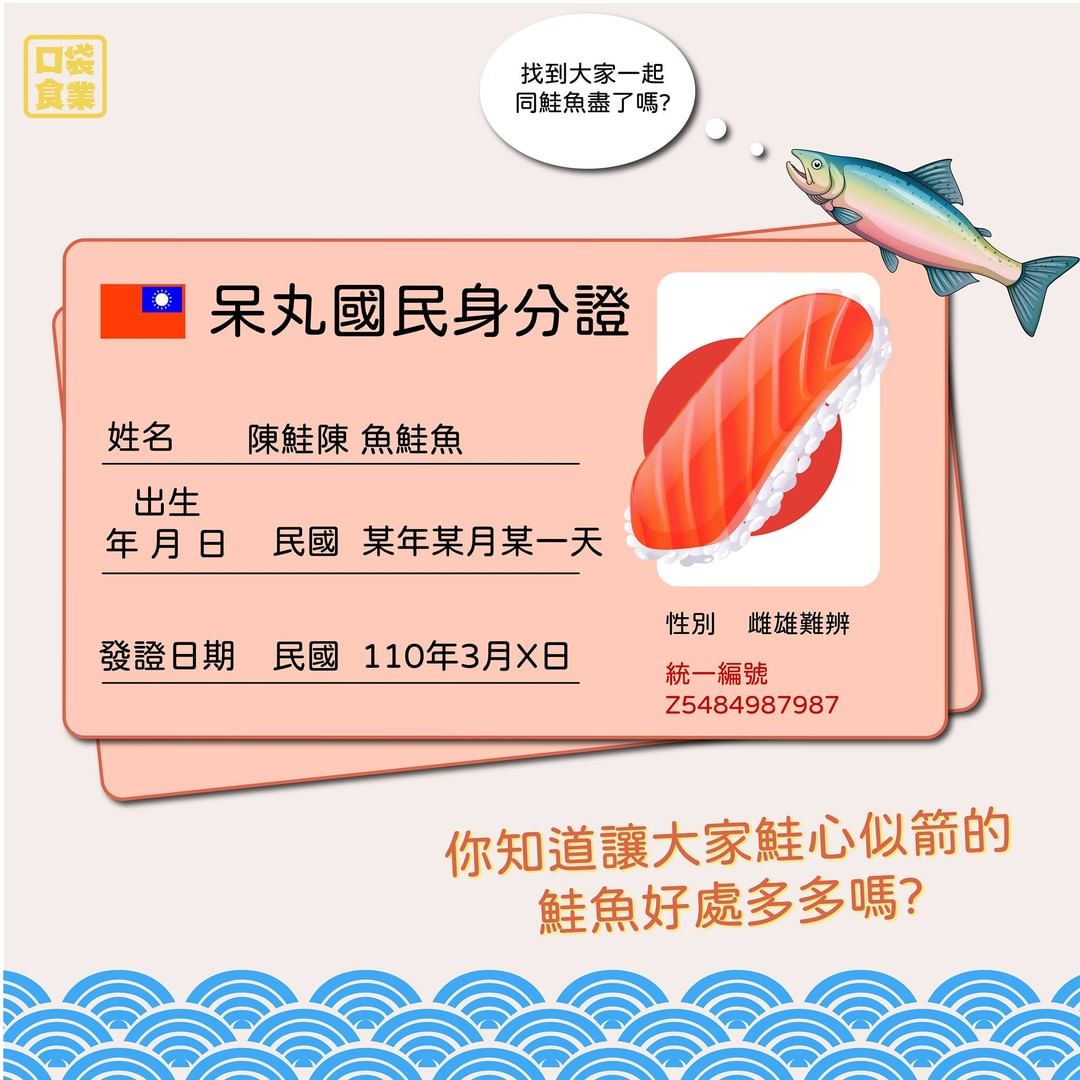 口袋
食業
找到大家一起
同鮭魚盡了嗎?
呆丸國民身分證
姓名 陳鮭陳 魚鮭魚
出生
年 月 日 民國 某年某月某一天
發證日期 民國 110年3月X日
性別 雌雄難辨
統一編號
Z5484987987
你知道讓大家鮭心似箭的
鮭魚好處多多嗎?